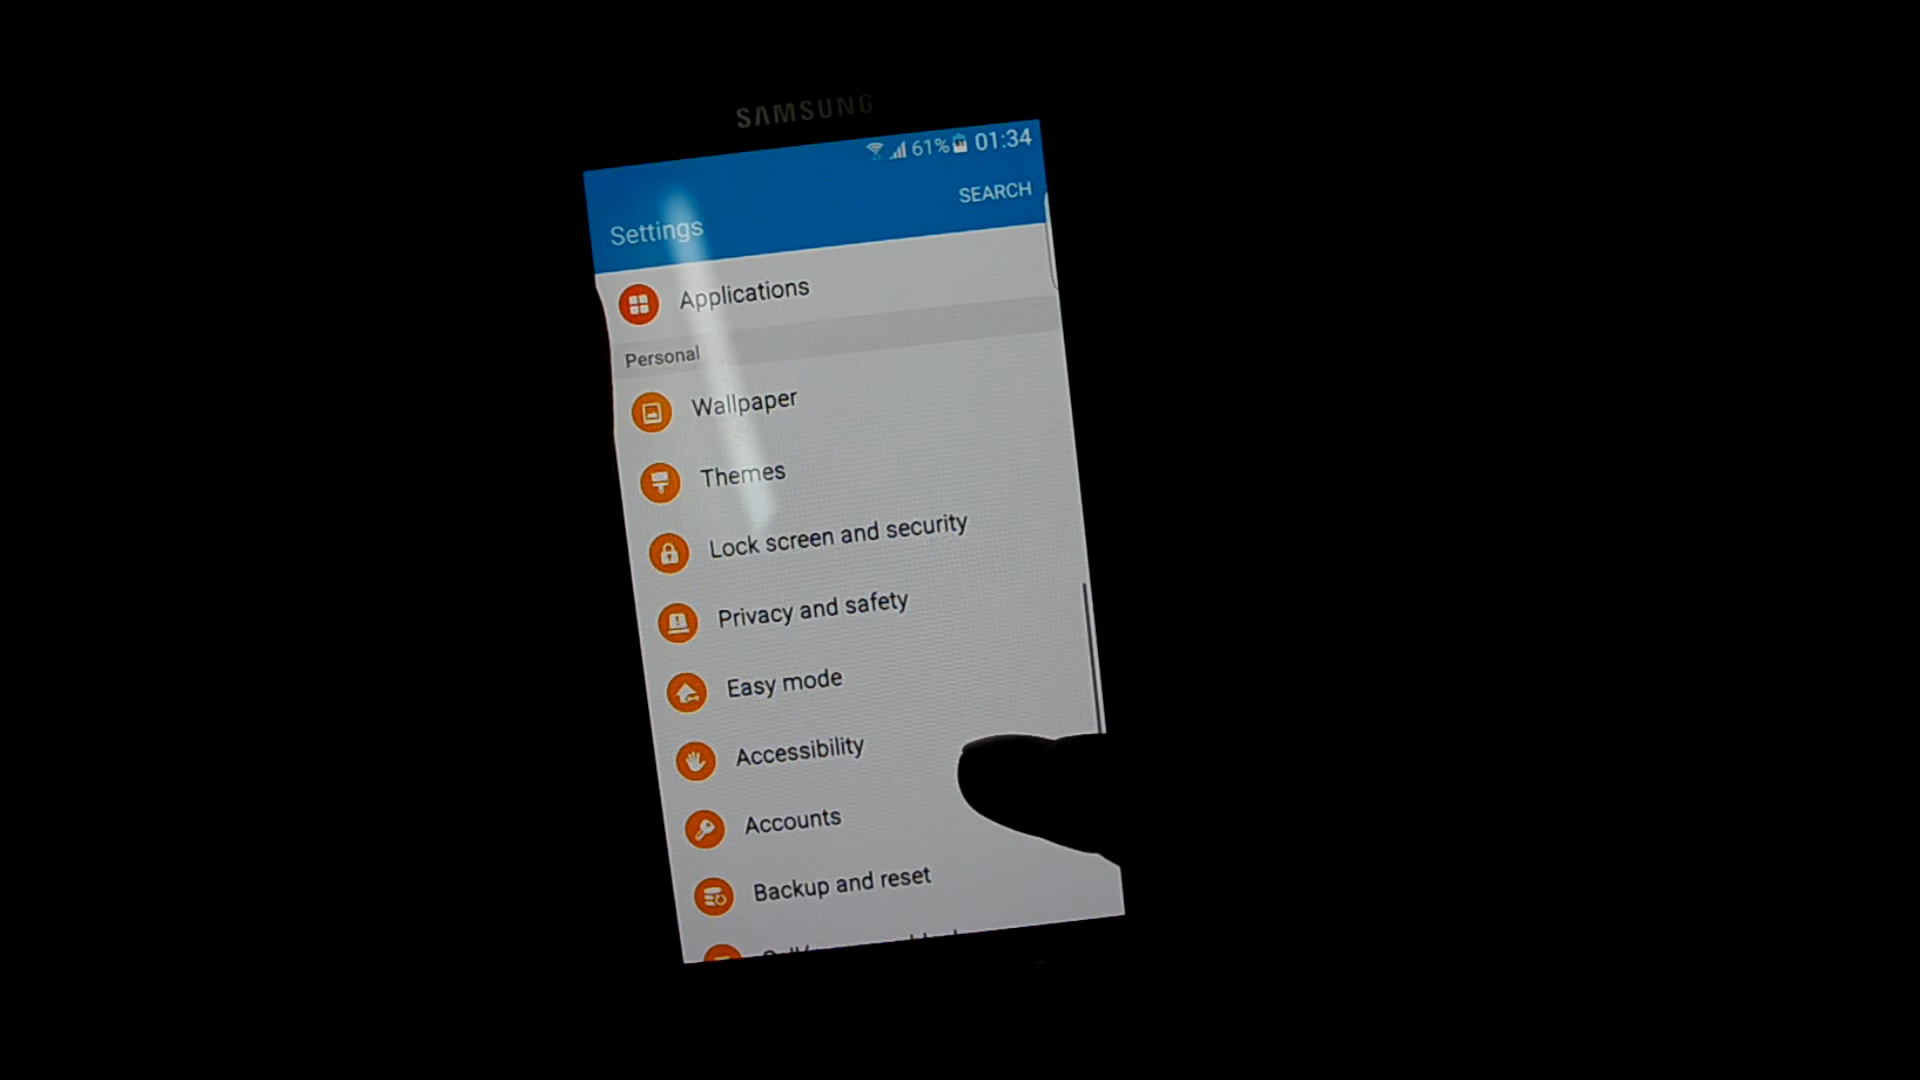 SAMSUNG
61% 01:34
SEARCH
Settings
Applications
Personal
Wallpaper
Themes
Lock screen and security
Privacy and safety
Easy mode
Accessibility
Accounts
Backup and reset